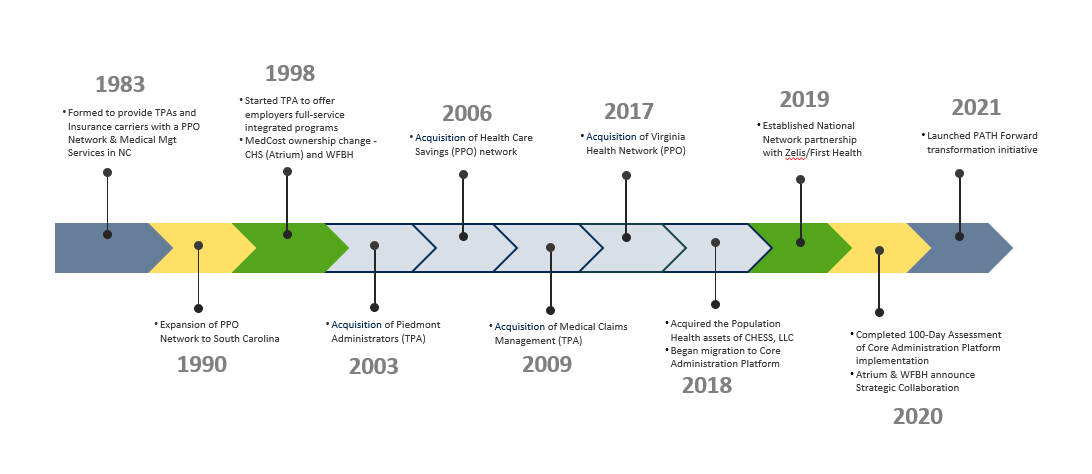 1983
• Formed to provide TPAs and
Insurance carriers with a PPO
Network & Medical Mgt
Services in NC
1998
• Started TPA to offer
employers full-service
integrated programs
• MedCost ownership change -
CHS (Atrium) and WFBH
2006
• Acquisition of Health Care
Savings (PPO) network
2017
• Acquisition of Virginia
Health Network (PPO)
2019
• Established National
Network partnership
with Zelis/First Health
2021
• Launched PATH Forward
transformation initiative
• Expansion of PPO
Network to South Carolina
1990
• Acquisition of Piedmont
Administrators (TPA)
2003
• Acquisition of Medical Claims
Management (TPA)
2009
• Acquired the Population
Health assets of CHESS, LLC
• Began migration to Core
Administration Platform
2018
• Completed 100-Day Assessment
of Core Administration Platform
implementation
• Atrium & WFBH announce
Strategic Collaboration
2020